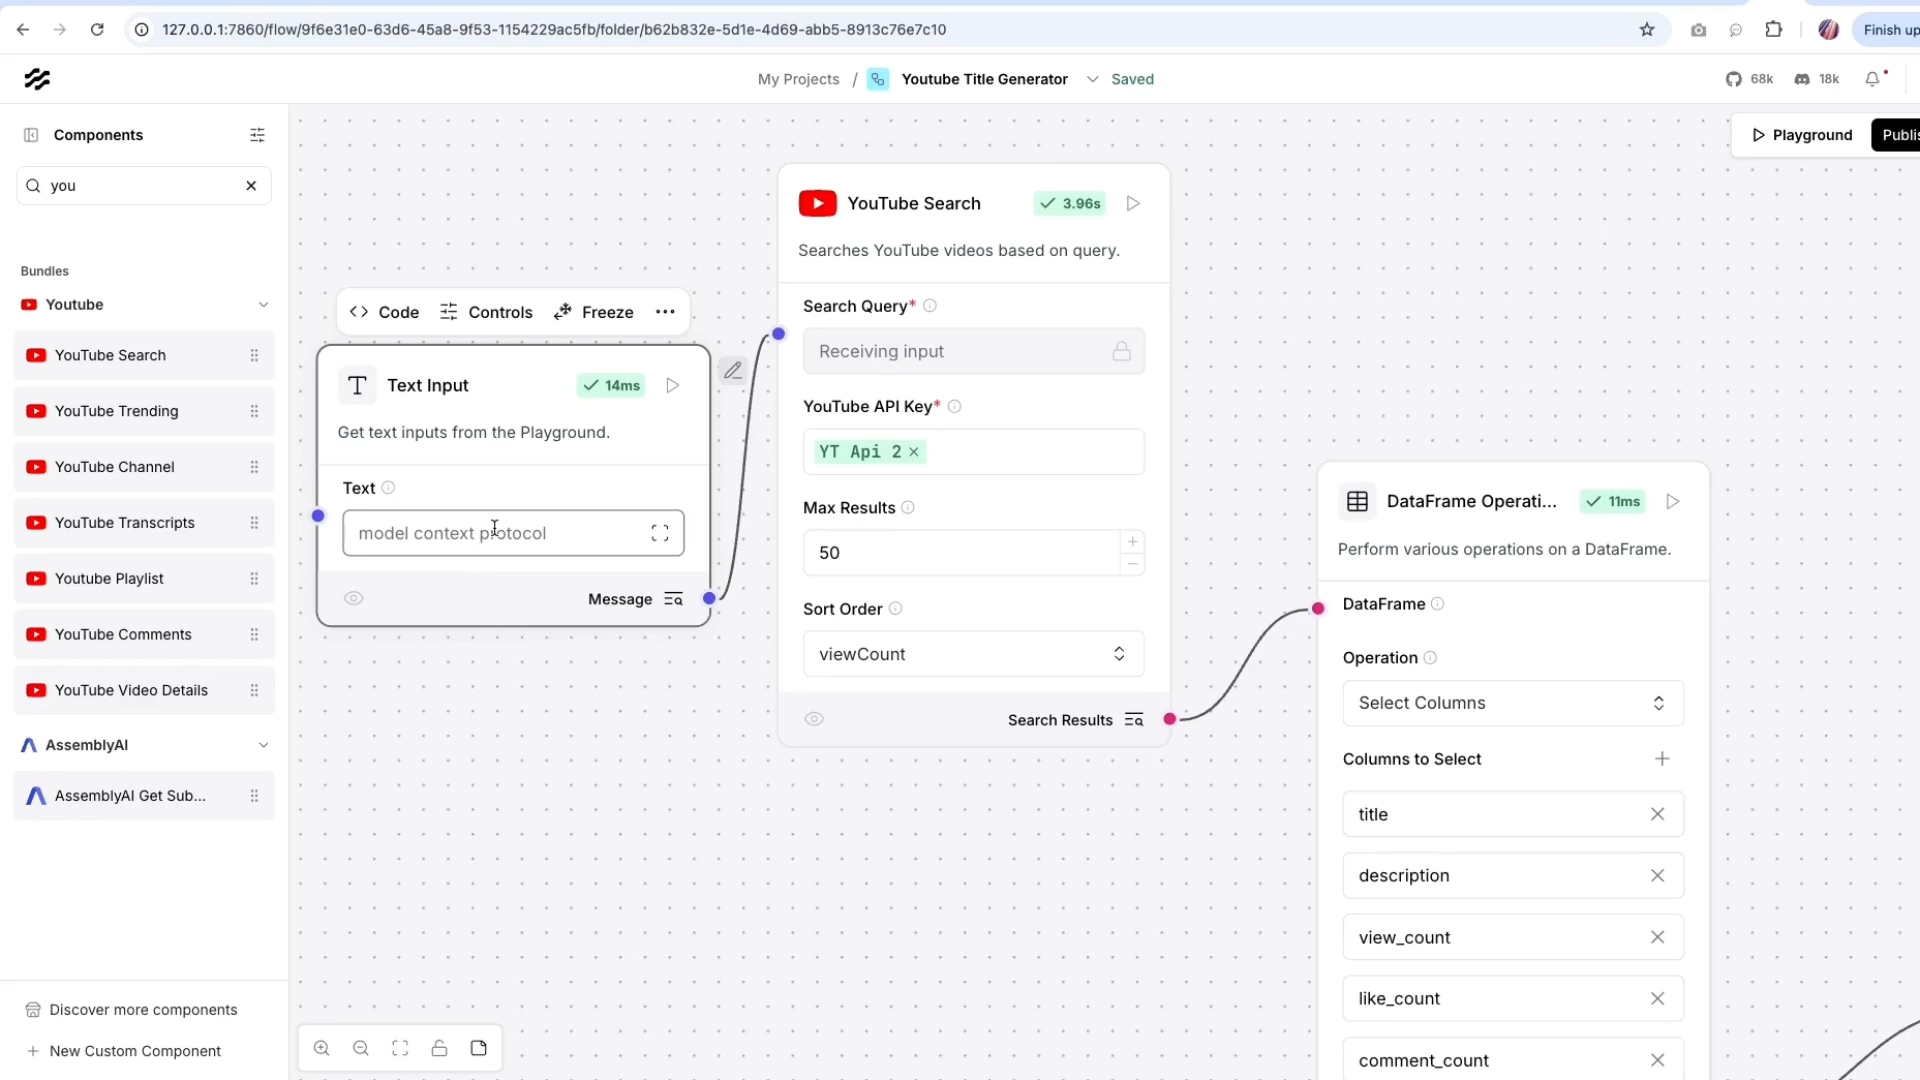 127.0.0.1:7860/flow/9f6e31e0-63d6-45a8-9f53-1154229ac5fb/folder/b62b832e-5d1e-4d69-abb5-8913c76e7c10
Finish up
My Projects / Youtube Title Generator Saved
68k 18k
Components
you
Playground
Publis
Bundles
Youtube
YouTube Search
YouTube Trending
YouTube Channel
YouTube Transcripts
Youtube Playlist
YouTube Comments
YouTube Video Details
AssemblyAI
AssemblyAI Get Sub...
Discover more components
New Custom Component
Code Controls Freeze
Text Input
14ms
Get text inputs from the Playground.
Text
model context protocol
Message
YouTube Search
3.96s
Searches YouTube videos based on query.
Search Query*
Receiving input
YouTube API Key*
YT Api 2
Max Results
50
Sort Order
viewCount
Search Results
DataFrame Operati...
11ms
Perform various operations on a DataFrame.
DataFrame
Operation
Select Columns
Columns to Select
title
description
view_count
like_count
comment_count